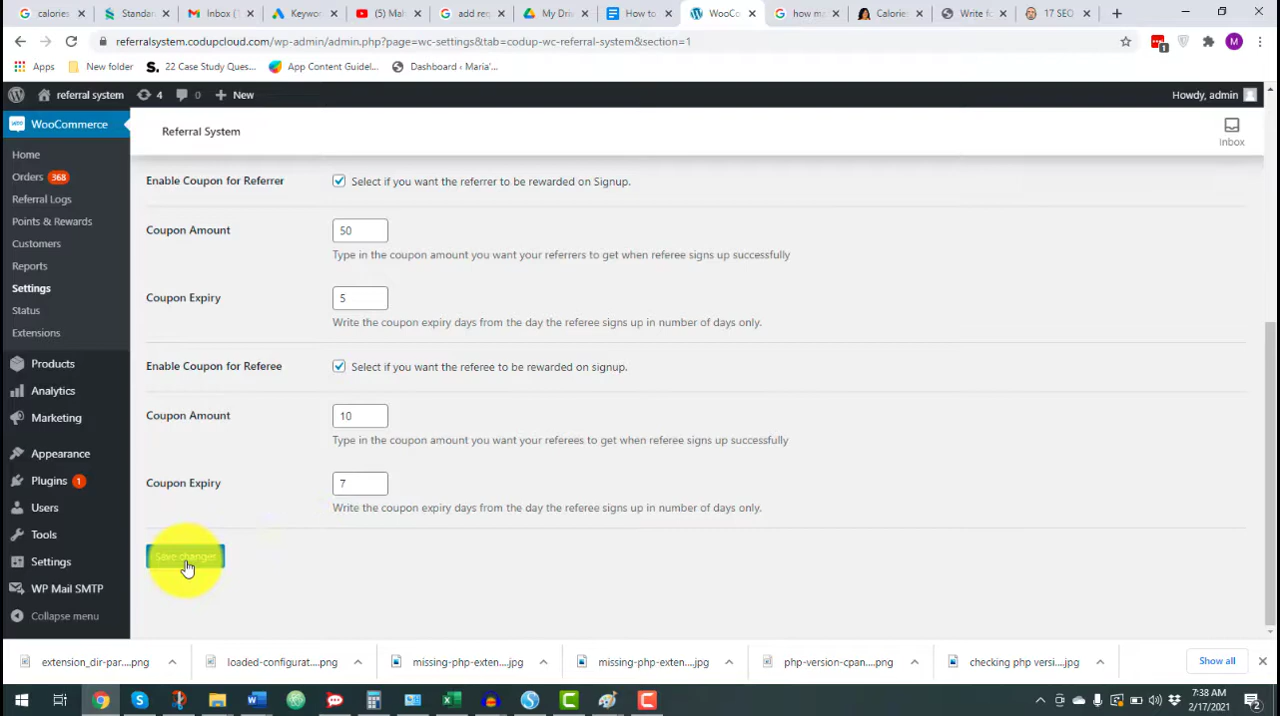 calories
Standar
Inbox (
Keywor
(5) Mak
add rec
My Driv
How to
WooCo
how ma
Calories
Write fo
17 SEO
referralsystem.codupcloud.com/wp-admin/admin.php?page=wc-settings&tab=codup-wc-referral-system&section=1
1
M
Apps
New folder
S. 22 Case Study Ques...
App Content Guidel...
Dashboard ‹ Maria'...
referral system
4
0
New
Howdy, admin
WooCommerce
Referral System
Inbox
Home
Orders 368
Referral Logs
Points & Rewards
Customers
Reports
Settings
Status
Extensions
Products
Analytics
Marketing
Appearance
Plugins 1
Users
Tools
Settings
WP Mail SMTP
Collapse menu
Enable Coupon for Referrer
Select if you want the referrer to be rewarded on Signup.
Coupon Amount
50
Type in the coupon amount you want your referrers to get when referee signs up successfully
Coupon Expiry
5
Write the coupon expiry days from the day the referee signs up in number of days only.
Enable Coupon for Referee
Select if you want the referee to be rewarded on signup.
Coupon Amount
10
Type in the coupon amount you want your referees to get when referee signs up successfully
Coupon Expiry
7
Write the coupon expiry days from the day the referee signs up in number of days only.
Save changes
extension_dir-par....png
loaded-configurat....png
missing-php-exten....jpg
missing-php-exten....jpg
php-version-cpan....png
checking php versi....jpg
Show all
7:38 AM
2/17/2021
2